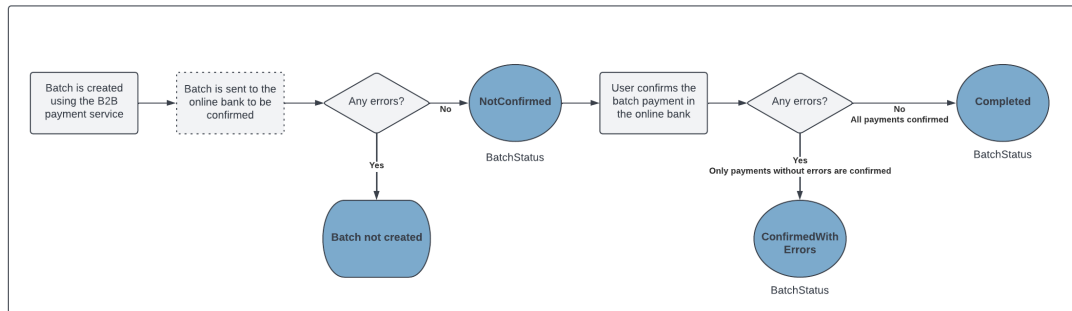 Batch is created
using the B2B
payment service
Batch is sent to the
online bank to be
confirmed
Any errors?
No
Yes
Batch not created
NotConfirmed
BatchStatus
User confirms the
batch payment in
the online bank
Any errors?
No
All payments confirmed
Completed
BatchStatus
Yes
Only payments without errors are confirmed
ConfirmedWith
Errors
BatchStatus